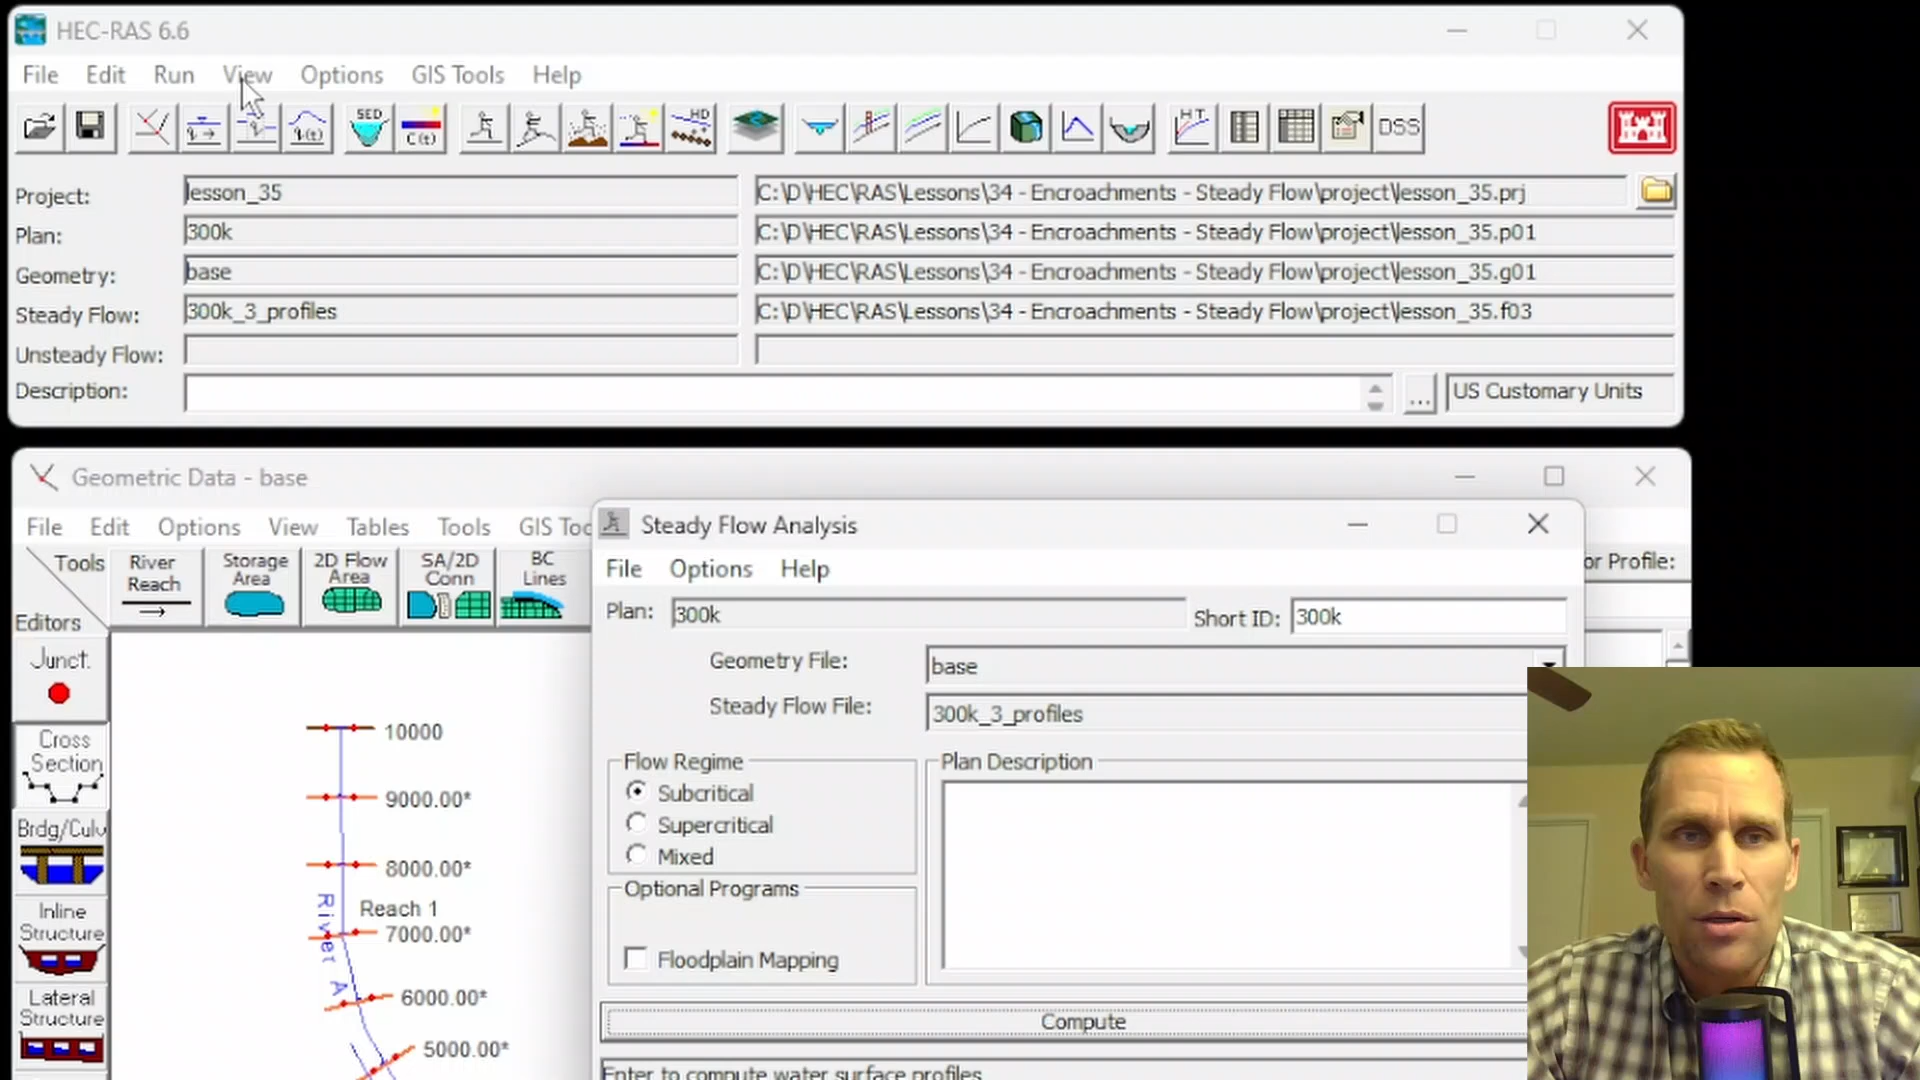 HEC-RAS 6.6
File Edit Run View Options GIS Tools Help
SED
C(t)
HD
HT
DSS
Project: lesson_35 C:\D\HEC\RAS\Lessons\34 - Encroachments - Steady Flow\project\lesson_35.prj
Plan: 300k C:\D\HEC\RAS\Lessons\34 - Encroachments - Steady Flow\project\lesson_35.p01
Geometry: base C:\D\HEC\RAS\Lessons\34 - Encroachments - Steady Flow\project\lesson_35.g01
Steady Flow: 300k_3_profiles C:\D\HEC\RAS\Lessons\34 - Encroachments - Steady Flow\project\lesson_35.f03
Unsteady Flow:
Description: ... US Customary Units
Geometric Data - base
File Edit Options View Tables Tools GIS Too
Tools
River
Reach
Storage
Area
2D Flow
Area
SA/2D
Conn
BC
Lines
or Profile:
Editors
Junct.
Cross
Section
Brdg/Culv
Inline
Structure
Lateral
Structure
10000
9000.00*
8000.00*
Reach 1
7000.00*
River A
6000.00*
5000.00*
Steady Flow Analysis
File Options Help
Plan: 300k Short ID: 300k
Geometry File: base
Steady Flow File: 300k_3_profiles
Flow Regime
Subcritical
Supercritical
Mixed
Plan Description
Optional Programs
Floodplain Mapping
Compute
Enter to compute water surface profiles